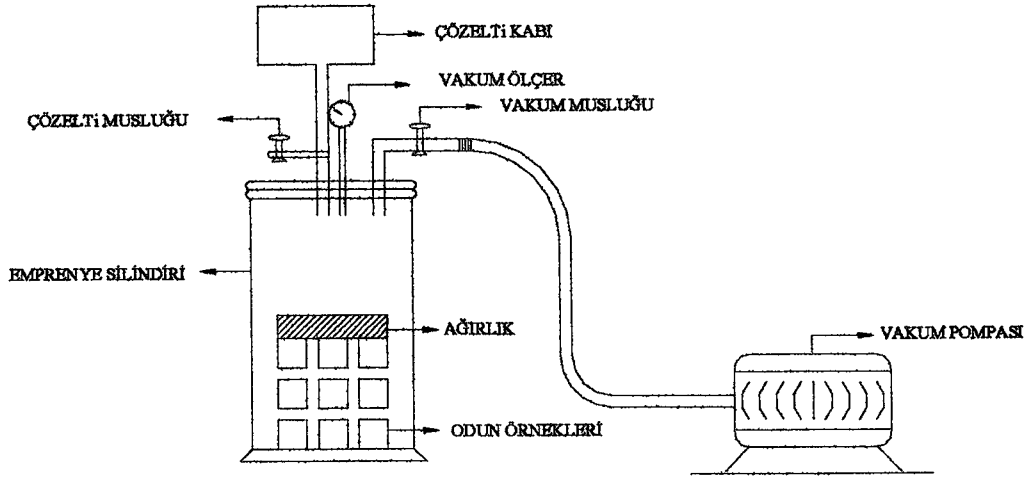 ÇÖZELTi KABI
VAKUM ÖLÇER
VAKUM MUSLUĞU
ÇÖZELTi MUSLUĞU
EMPRENYE SİLİNDİRİ
AĞIRLIK
VAKUM POMPASI
ODUN ÖRNEKLERİ